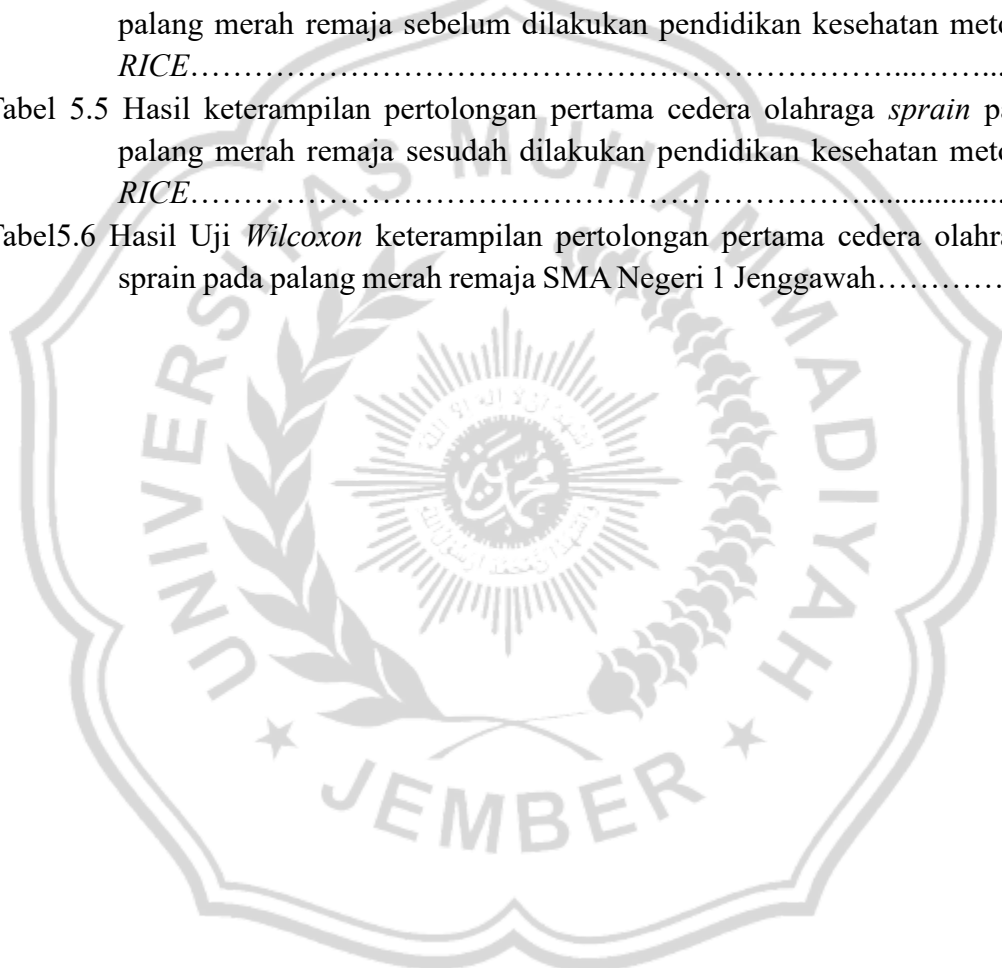 palang merah remaja sebelum dilakukan pendidikan kesehatan meto
RICE……………………………………………………………...……...
Tabel 5.5 Hasil keterampilan pertolongan pertama cedera olahraga sprain pa
palang merah remaja sesudah dilakukan pendidikan kesehatan meto
RICE…………………………………………………………...................
Tabel5.6 Hasil Uji Wilcoxon keterampilan pertolongan pertama cedera olahra
sprain pada palang merah remaja SMA Negeri 1 Jenggawah…………
UNIVERSITAS MUHAMMADIYAH
JEMBER